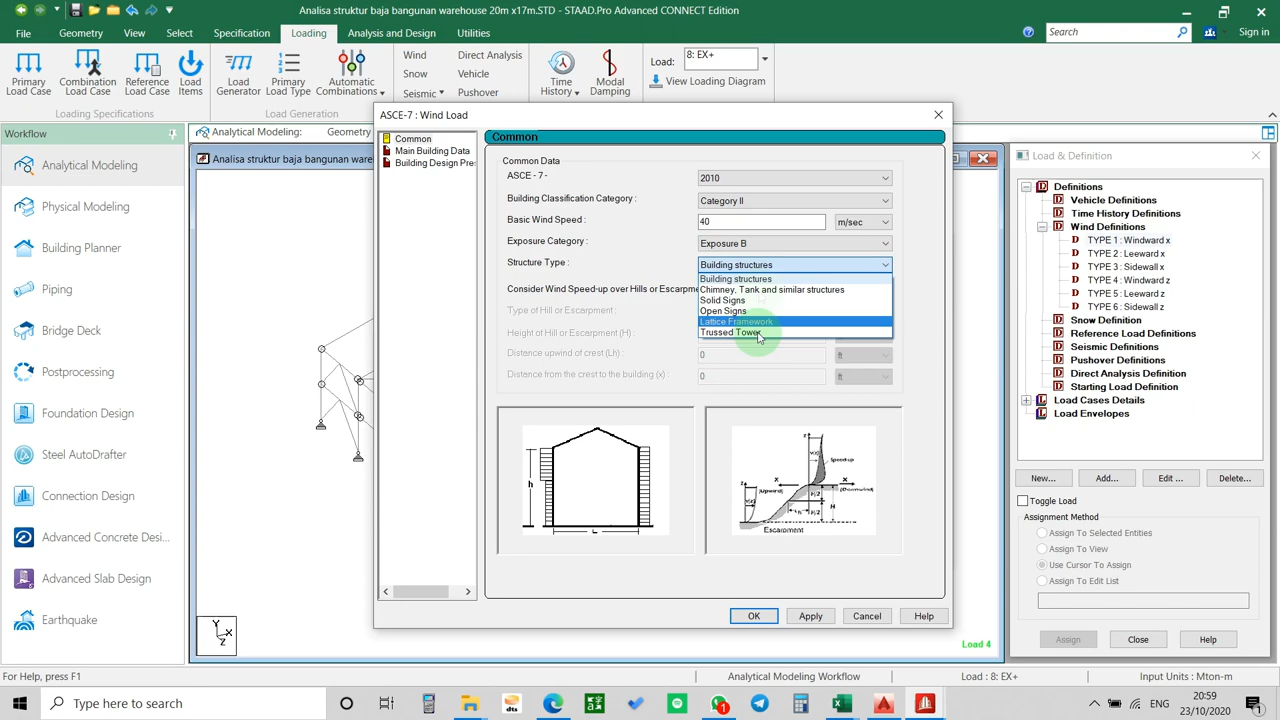 Analisa struktur baja bangunan warehouse 20m x17m.STD - STAAD.Pro Advanced CONNECT Edition
File Geometry View Select Specification Loading Analysis and Design Utilities
Search
Sign in
Primary Load Case
Combination Load Case
Reference Load Case
Load Items
Loading Specifications
Load Generator
Primary Load Type
Automatic Combinations
Load Generation
Wind
Snow
Seismic
Direct Analysis
Vehicle
Pushover
Time History
Modal Damping
Load: 8: EX+
View Loading Diagram
Workflow
Analytical Modeling
Physical Modeling
Building Planner
Piping
Bridge Deck
Postprocessing
Foundation Design
Steel AutoDrafter
Connection Design
Advanced Concrete Desi...
Advanced Slab Design
Earthquake
Analytical Modeling: Geometry
Analisa struktur baja bangunan ware
ASCE-7 : Wind Load
Common
Main Building Data
Building Design Pre
Common
Common Data
ASCE - 7 - 2010
Building Classification Category : Category II
Basic Wind Speed : 40 m/sec
Exposure Category : Exposure B
Structure Type : Building structures
Building structures
Chimney, Tank and similar structures
Solid Signs
Open Signs
Lattice Framework
Trussed Tower
Consider Wind Speed-up over Hills or Escarpm
Type of Hill or Escarpment :
Height of Hill or Escarpment (H) : ft
Distance upwind of crest (Lh) : 0 ft
Distance from the crest to the building (x) : 0 ft
h
L
Speed-up
(Upwind)
(Downwind)
H/2
H/2
H
Escarpment
OK Apply Cancel Help
Load & Definition
Definitions
Vehicle Definitions
Time History Definitions
Wind Definitions
TYPE 1 : Windward x
TYPE 2 : Leeward x
TYPE 3 : Sidewall x
TYPE 4 : Windward z
TYPE 5 : Leeward z
TYPE 6 : Sidewall z
Snow Definition
Reference Load Definitions
Seismic Definitions
Pushover Definitions
Direct Analysis Definition
Starting Load Definition
Load Cases Details
Load Envelopes
New... Add... Edit ... Delete...
Toggle Load
Assignment Method
Assign To Selected Entities
Assign To View
Use Cursor To Assign
Assign To Edit List
Assign Close Help
Y
X
Z
Load 4
For Help, press F1
Analytical Modeling Workflow
Load : 8: EX+
Input Units : Mton-m
Type here to search
dts
1
ENG
20:59
23/10/2020
1